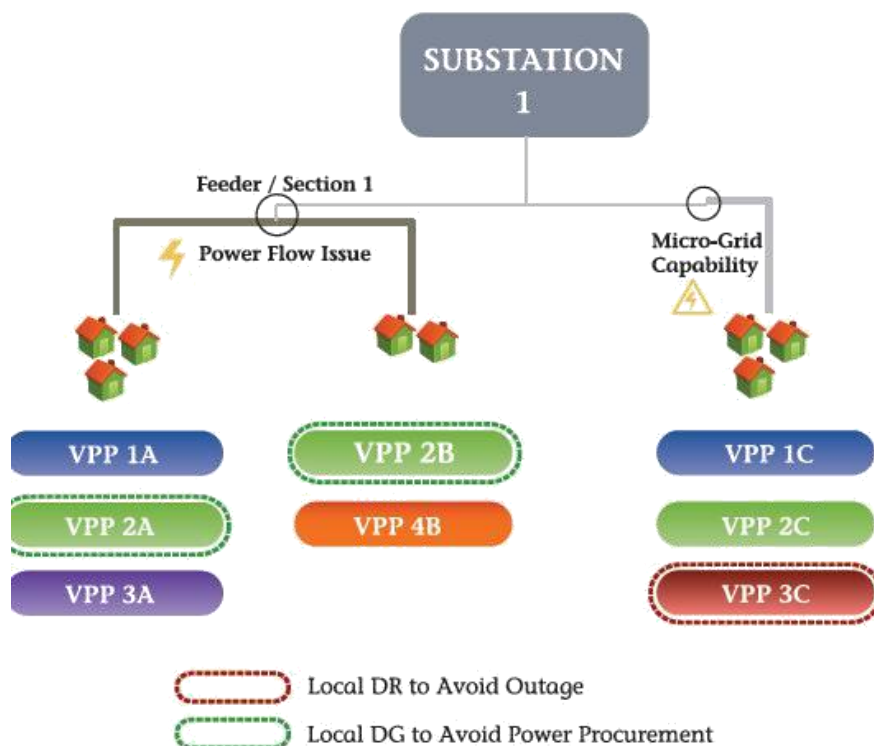 SUBSTATION
1
Feeder / Section 1
Power Flow Issue
Micro-Grid
Capability
VPP 1A
VPP 2B
VPP 1C
VPP 2A
VPP 4B
VPP 2C
VPP 3A
VPP 3C
Local DR to Avoid Outage
Local DG to Avoid Power Procurement